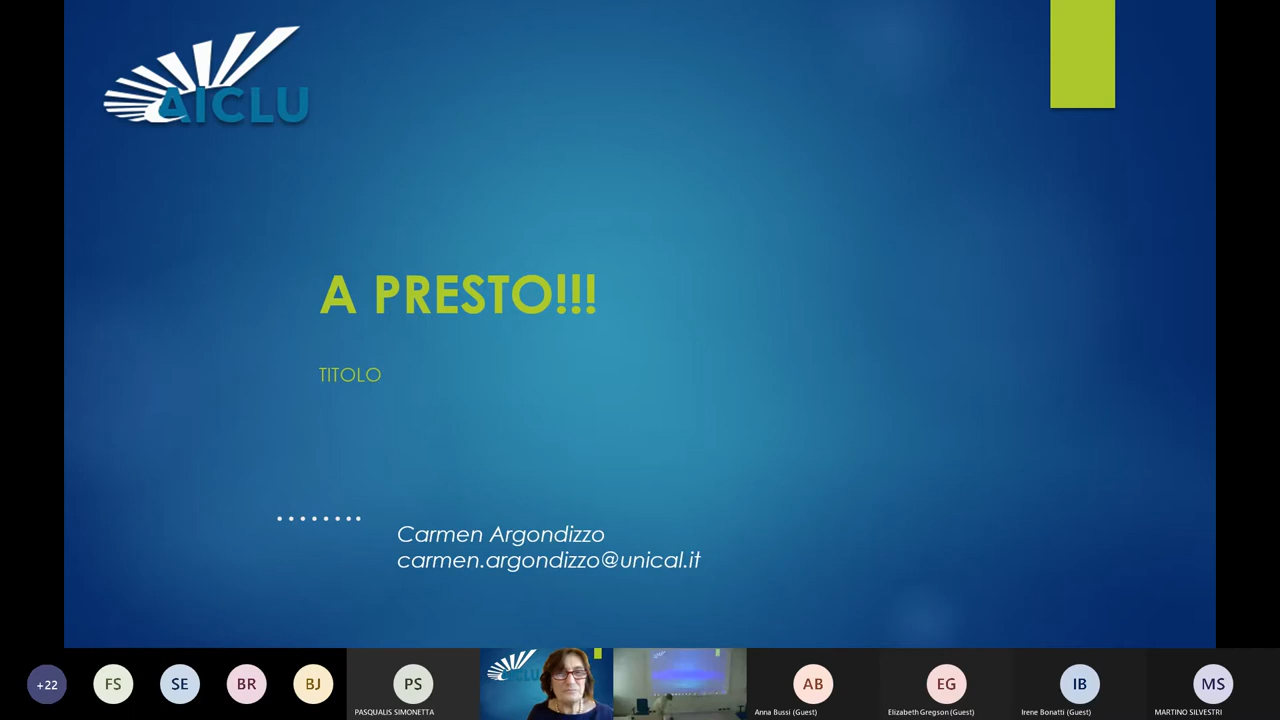 AICLU
A PRESTO!!!
TITOLO
........
Carmen Argondizzo
carmen.argondizzo@unical.it
+22
FS
SE
BR
BJ
PS
PASQUALIS SIMONETTA
AICLU
AB
Anna Bussi (Guest)
EG
Elizabeth Gregson (Guest)
IB
Irene Bonatti (Guest)
MS
MARTINO SILVESTRI